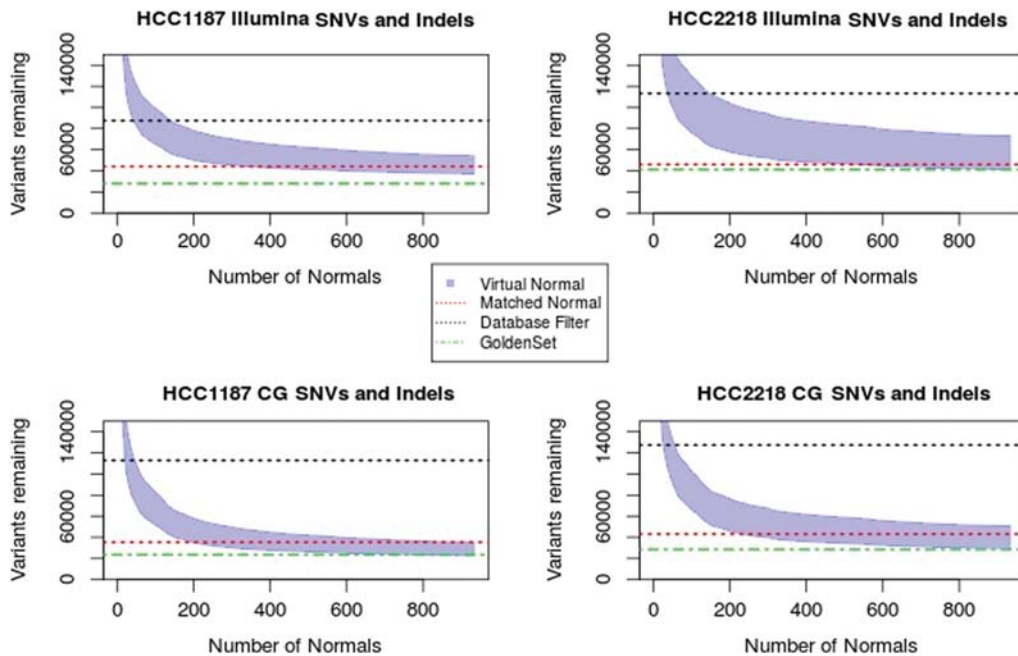 HCC1187 Illumina SNVs and Indels
Variants remaining
0 60000 140000
0 200 400 600 800
Number of Normals
HCC2218 Illumina SNVs and Indels
Variants remaining
0 60000 140000
0 200 400 600 800
Number of Normals
Virtual Normal
Matched Normal
Database Filter
GoldenSet
HCC1187 CG SNVs and Indels
Variants remaining
0 60000 140000
0 200 400 600 800
Number of Normals
HCC2218 CG SNVs and Indels
Variants remaining
0 60000 140000
0 200 400 600 800
Number of Normals